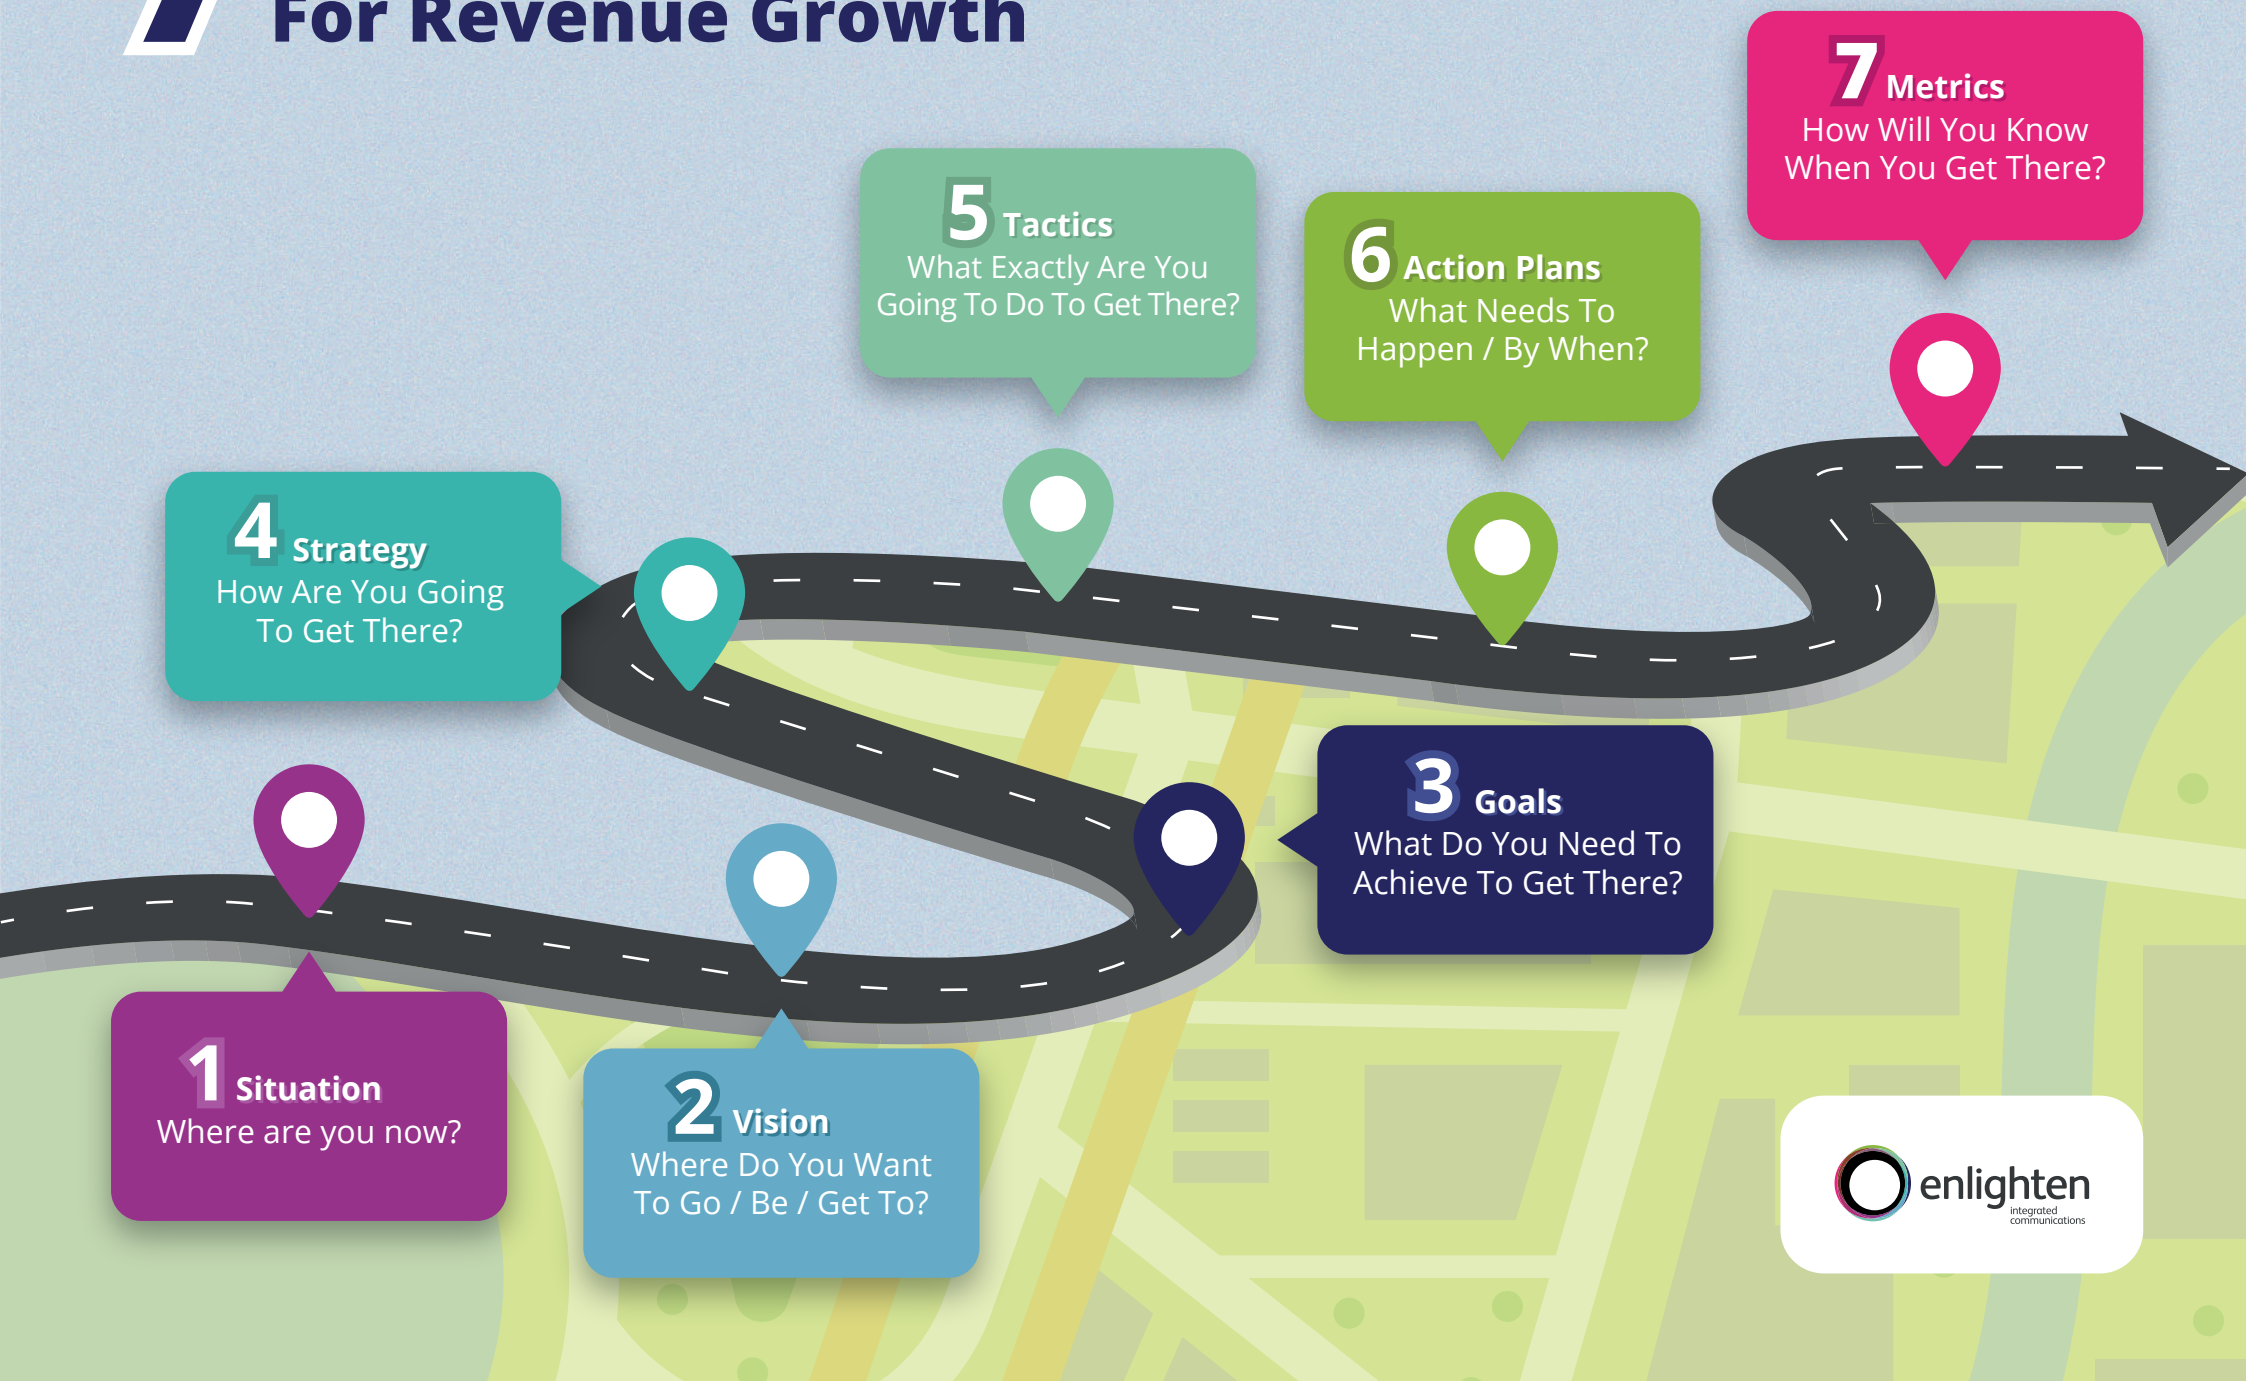 7
For Revenue Growth
1 Situation
Where are you now?
2 Vision
Where Do You Want
To Go / Be / Get To?
3 Goals
What Do You Need To
Achieve To Get There?
4 Strategy
How Are You Going
To Get There?
5 Tactics
What Exactly Are You
Going To Do To Get There?
6 Action Plans
What Needs To
Happen / By When?
7 Metrics
How Will You Know
When You Get There?
enlighten
integrated
communications